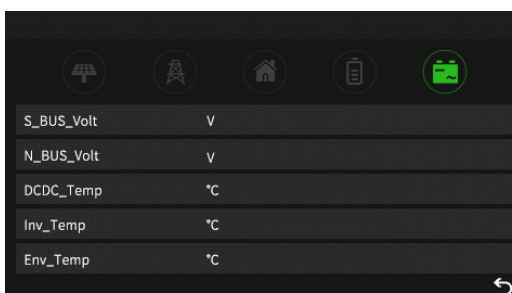 S_BUS_Volt V
N_BUS_Volt V
DCDC_Temp °C
Inv_Temp °C
Env_Temp °C